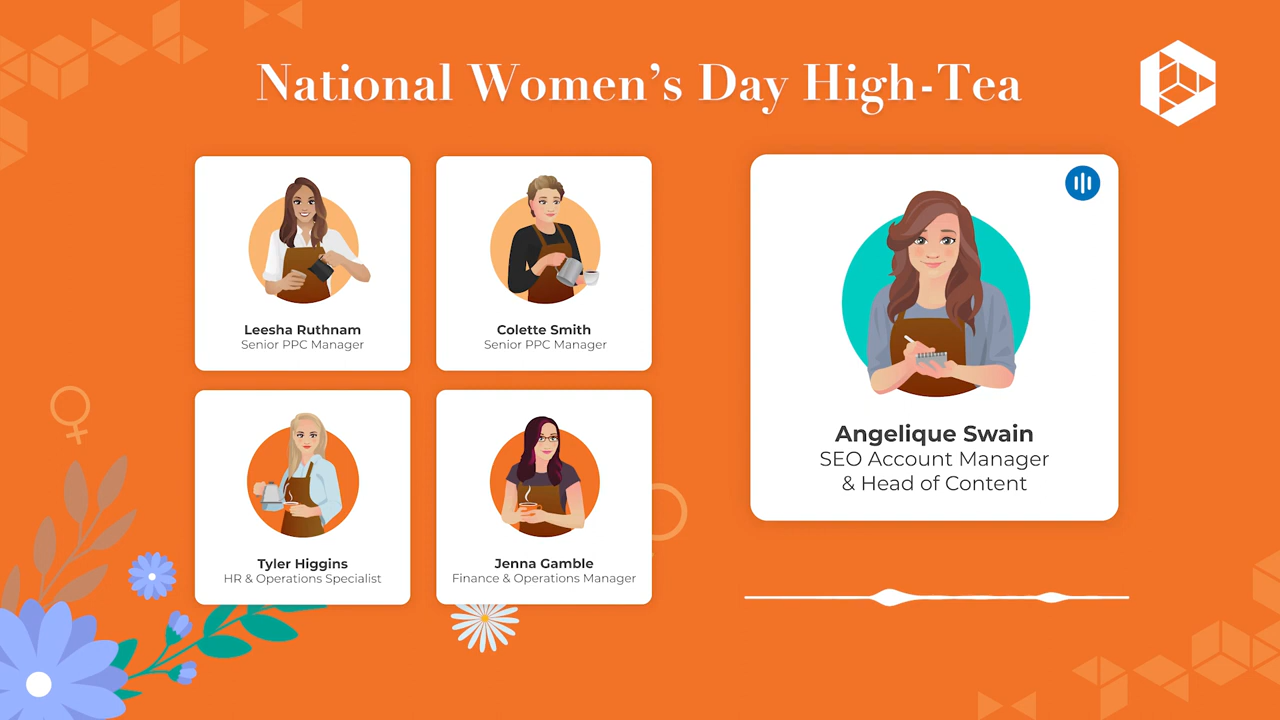 National Women's Day High-Tea
Leesha Ruthnam
Senior PPC Manager
Colette Smith
Senior PPC Manager
Tyler Higgins
HR & Operations Specialist
Jenna Gamble
Finance & Operations Manager
Angelique Swain
SEO Account Manager
& Head of Content